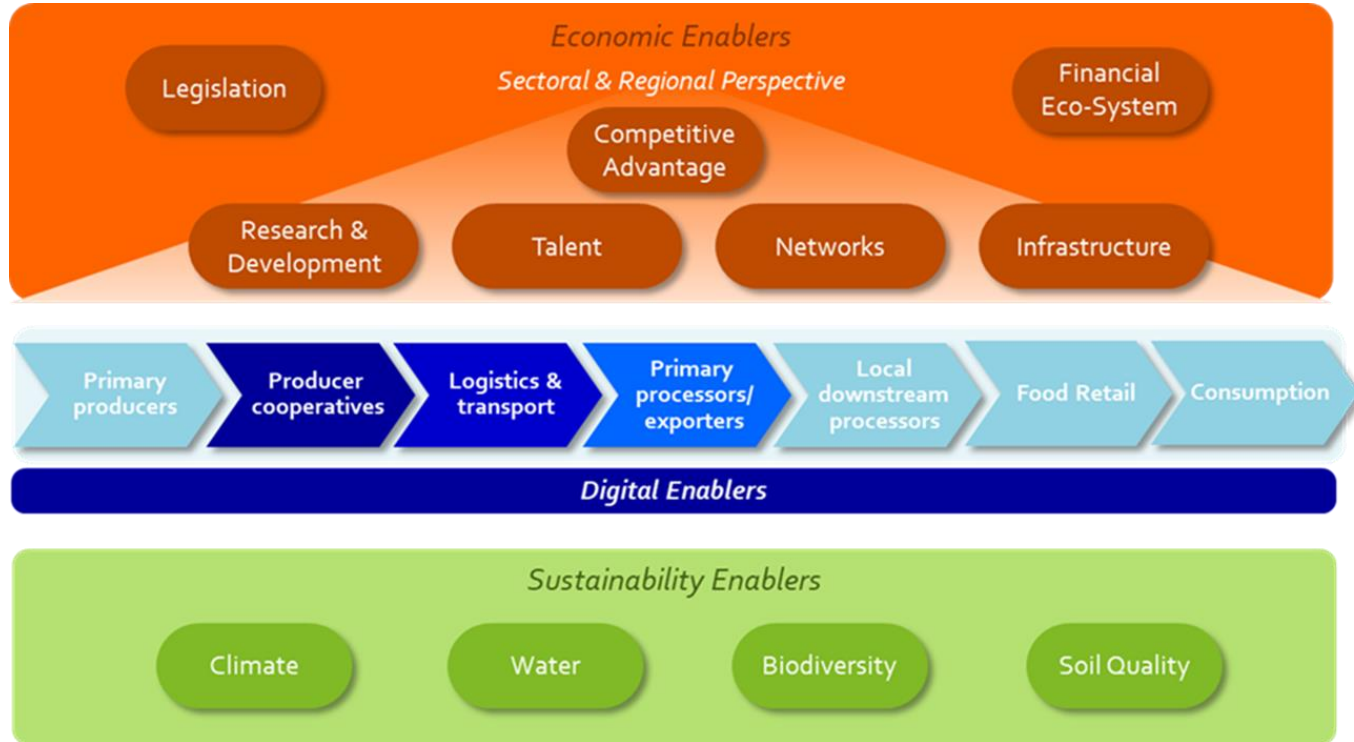 Economic Enablers
Sectoral & Regional Perspective
Legislation
Financial
Eco-System
Competitive
Advantage
Research &
Development
Talent
Networks
Infrastructure
Primary
producers
Producer
cooperatives
Logistics &
transport
Primary
processors/
exporters
Local
downstream
processors
Food Retail
Consumption
Digital Enablers
Sustainability Enablers
Climate
Water
Biodiversity
Soil Quality